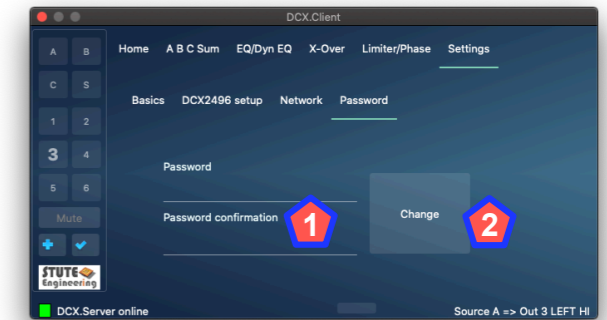 DCX.Client
A B
Home A B C Sum EQ/Dyn EQ X-Over Limiter/Phase Settings
C S
Basics DCX2496 setup Network Password
1 2
3 4
Password
5 6
Mute
Password confirmation 1 Change 2
STUTE
Engineering
DCX.Server online Source A => Out 3 LEFT HI